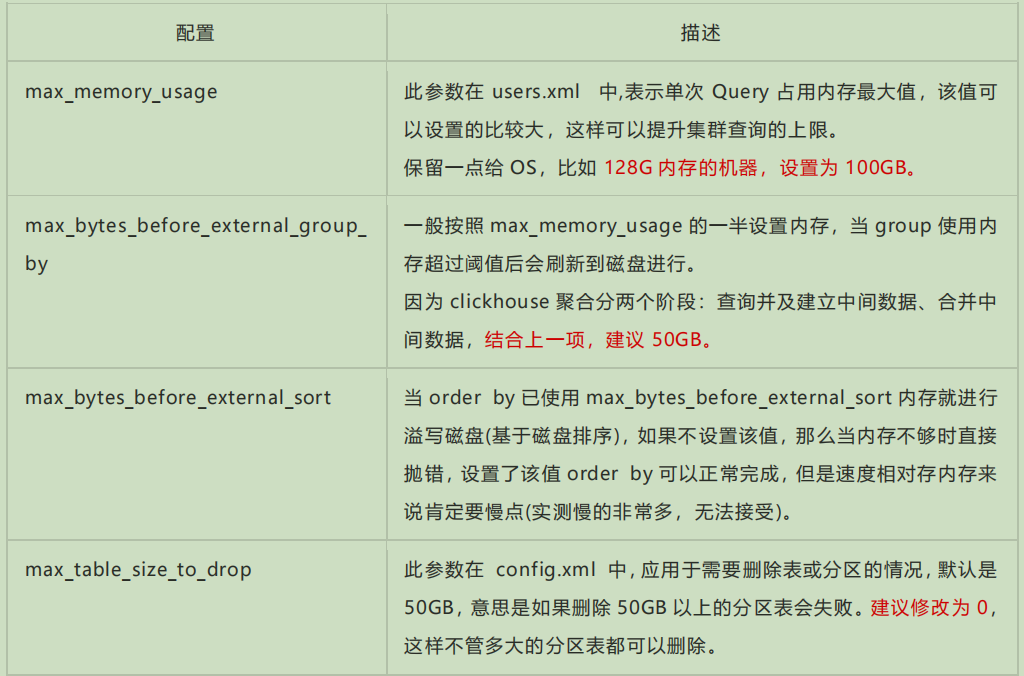 配置
描述
max_memory_usage
此参数在 users.xml 中,表示单次 Query 占用内存最大值，该值可
以设置的比较大，这样可以提升集群查询的上限。
保留一点给 OS，比如 128G 内存的机器，设置为 100GB。
max_bytes_before_external_group_
by
一般按照 max_memory_usage 的一半设置内存，当 group 使用内
存超过阈值后会刷新到磁盘进行。
因为 clickhouse 聚合分两个阶段：查询并及建立中间数据、合并中
间数据，结合上一项，建议 50GB。
max_bytes_before_external_sort
当 order by 已使用 max_bytes_before_external_sort 内存就进行
溢写磁盘(基于磁盘排序)，如果不设置该值，那么当内存不够时直接
抛错，设置了该值 order by 可以正常完成，但是速度相对存内存来
说肯定要慢点(实测慢的非常多，无法接受)。
max_table_size_to_drop
此参数在 config.xml 中，应用于需要删除表或分区的情况，默认是
50GB，意思是如果删除 50GB 以上的分区表会失败。建议修改为 0，
这样不管多大的分区表都可以删除。